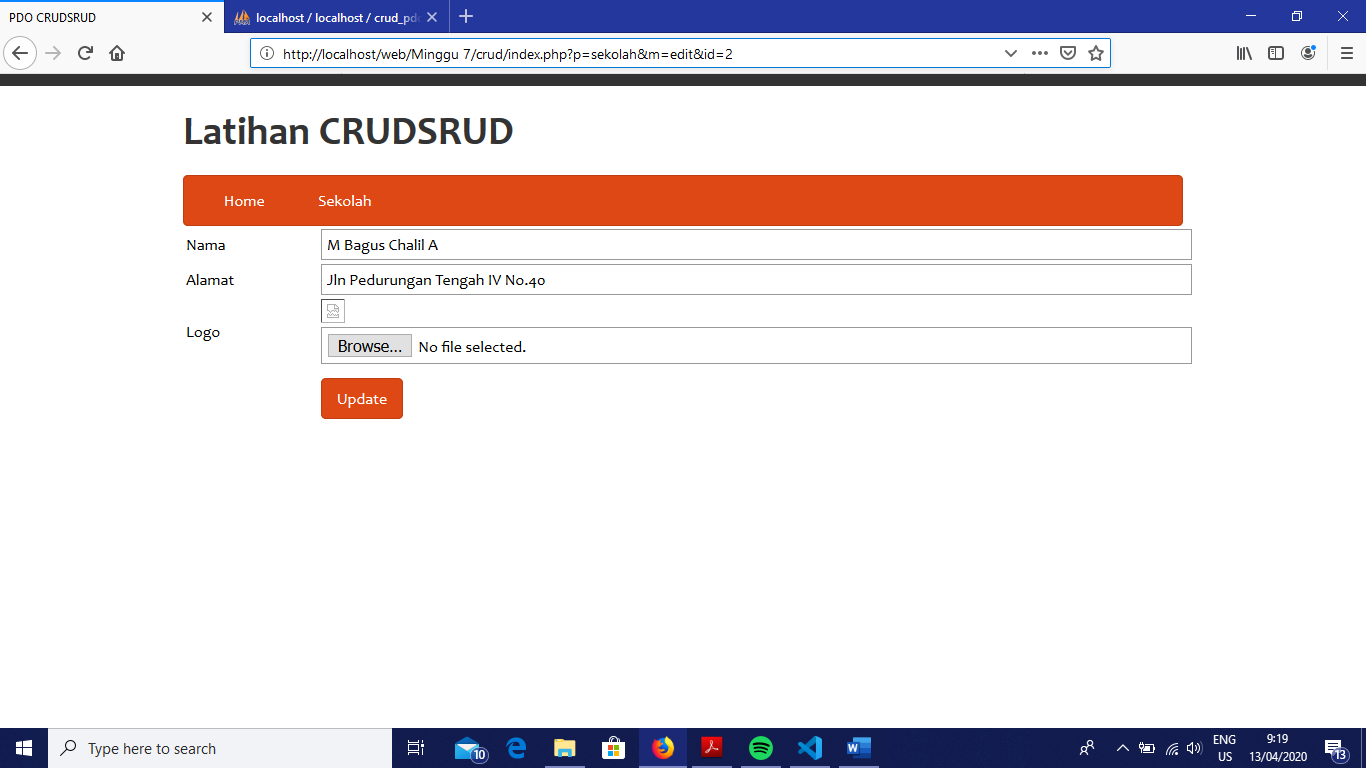 PDO CRUDSRUD
localhost / localhost / crud_pd
http://localhost/web/Minggu 7/crud/index.php?p=sekolah&m=edit&id=2
Latihan CRUDSRUD
Home Sekolah
Nama M Bagus Chalil A
Alamat Jln Pedurungan Tengah IV No.40
Logo
Browse... No file selected.
Update
Type here to search
10
ENG
US
9:19
13/04/2020
13